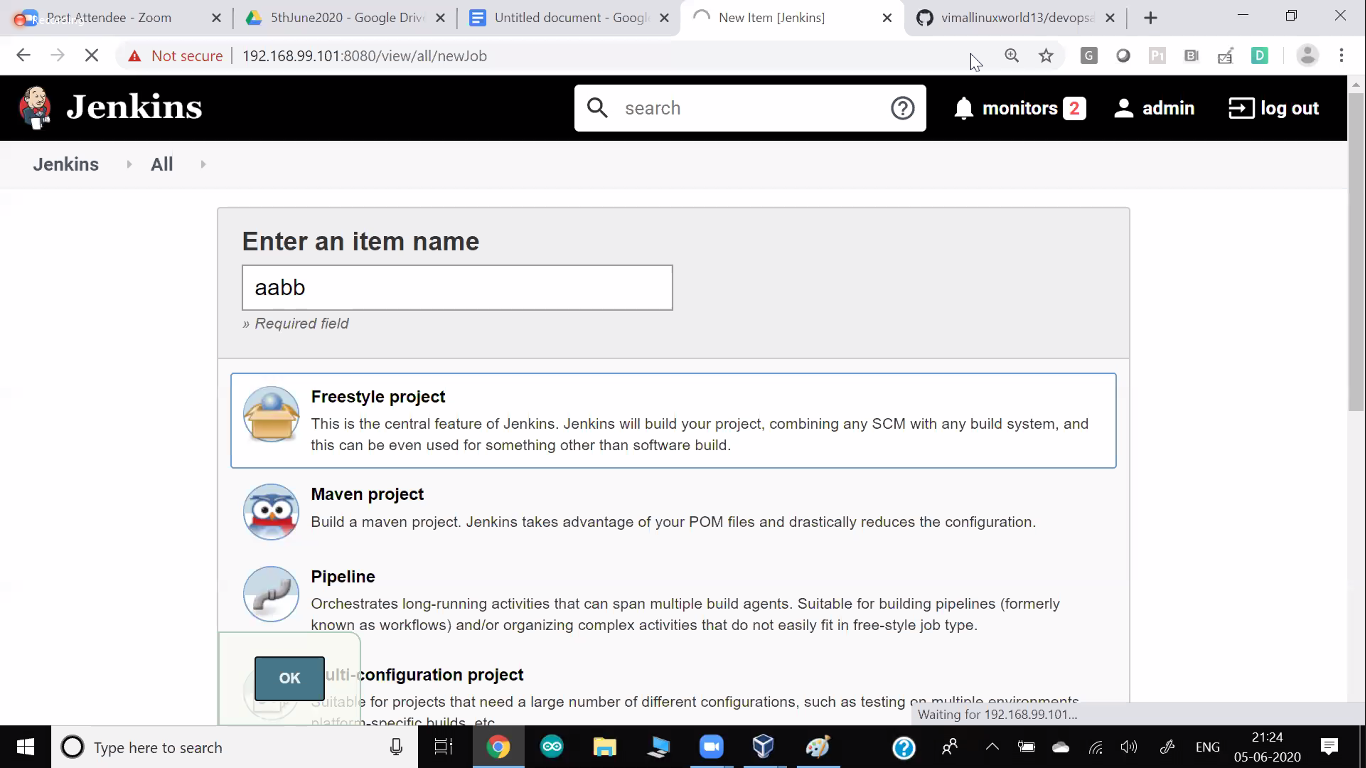 Post Attendee - Zoom
5thJune2020 - Google Drive
Untitled document - Google
New Item [Jenkins]
vimallinuxworld13/devopsa
Not secure
192.168.99.101:8080/view/all/newJob
Jenkins
search
monitors 2
admin
log out
Jenkins
All
Enter an item name
aabb
» Required field
Freestyle project
This is the central feature of Jenkins. Jenkins will build your project, combining any SCM with any build system, and
this can be even used for something other than software build.
Maven project
Build a maven project. Jenkins takes advantage of your POM files and drastically reduces the configuration.
Pipeline
Orchestrates long-running activities that can span multiple build agents. Suitable for building pipelines (formerly
known as workflows) and/or organizing complex activities that do not easily fit in free-style job type.
OK
ulti-configuration project
Suitable for projects that need a large number of different configurations, such as testing on multiple environments,
platform-specific builds, etc.
Waiting for 192.168.99.101...
Type here to search
ENG
21:24
05-06-2020